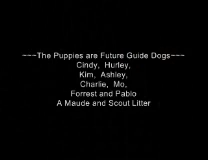 ---The Puppies are Future Guide Dogs---
Cindy, Hurley,
Kim, Ashley,
Charlie, Mo,
Forrest and Pablo
A Maude and Scout Litter